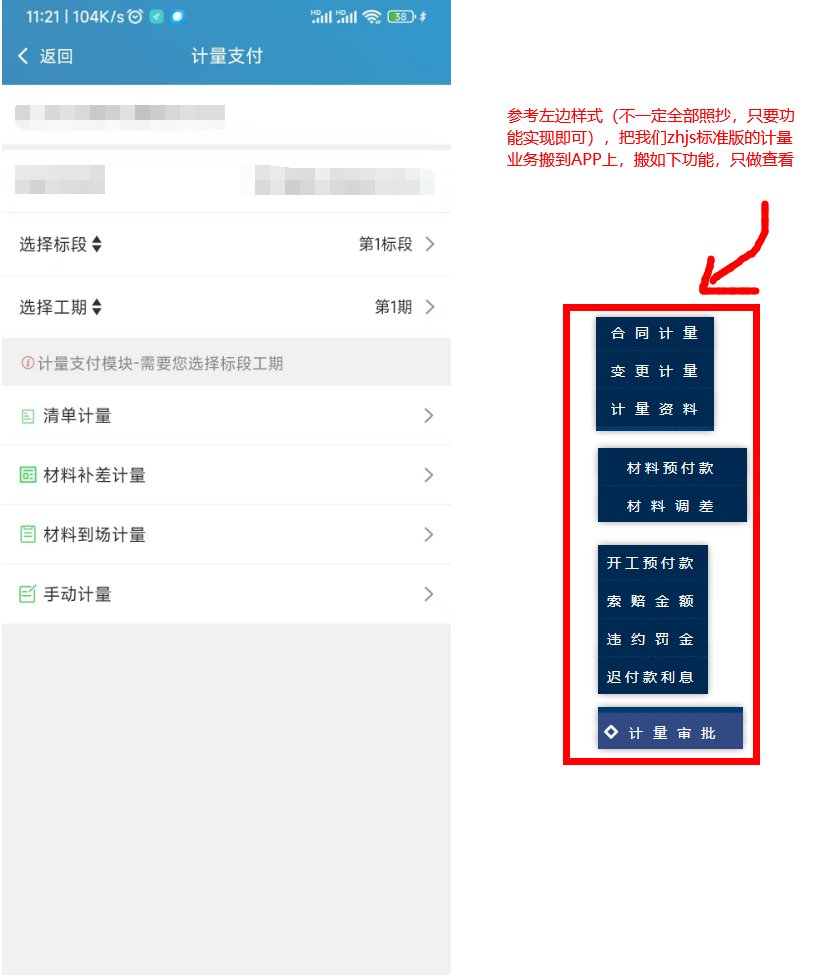 11:21 | 104K/s
HD HD 38
返回
计量支付
选择标段
第1标段
选择工期
第1期
计量支付模块-需要您选择标段工期
清单计量
材料补差计量
材料到场计量
手动计量
参考左边样式（不一定全部照抄，只要功
能实现即可），把我们zhjs标准版的计量
业务搬到APP上，搬如下功能，只做查看
合同计量
变更计量
计量资料
材料预付款
材料调差
开工预付款
索赔金额
违约罚金
迟付款利息
计量审批